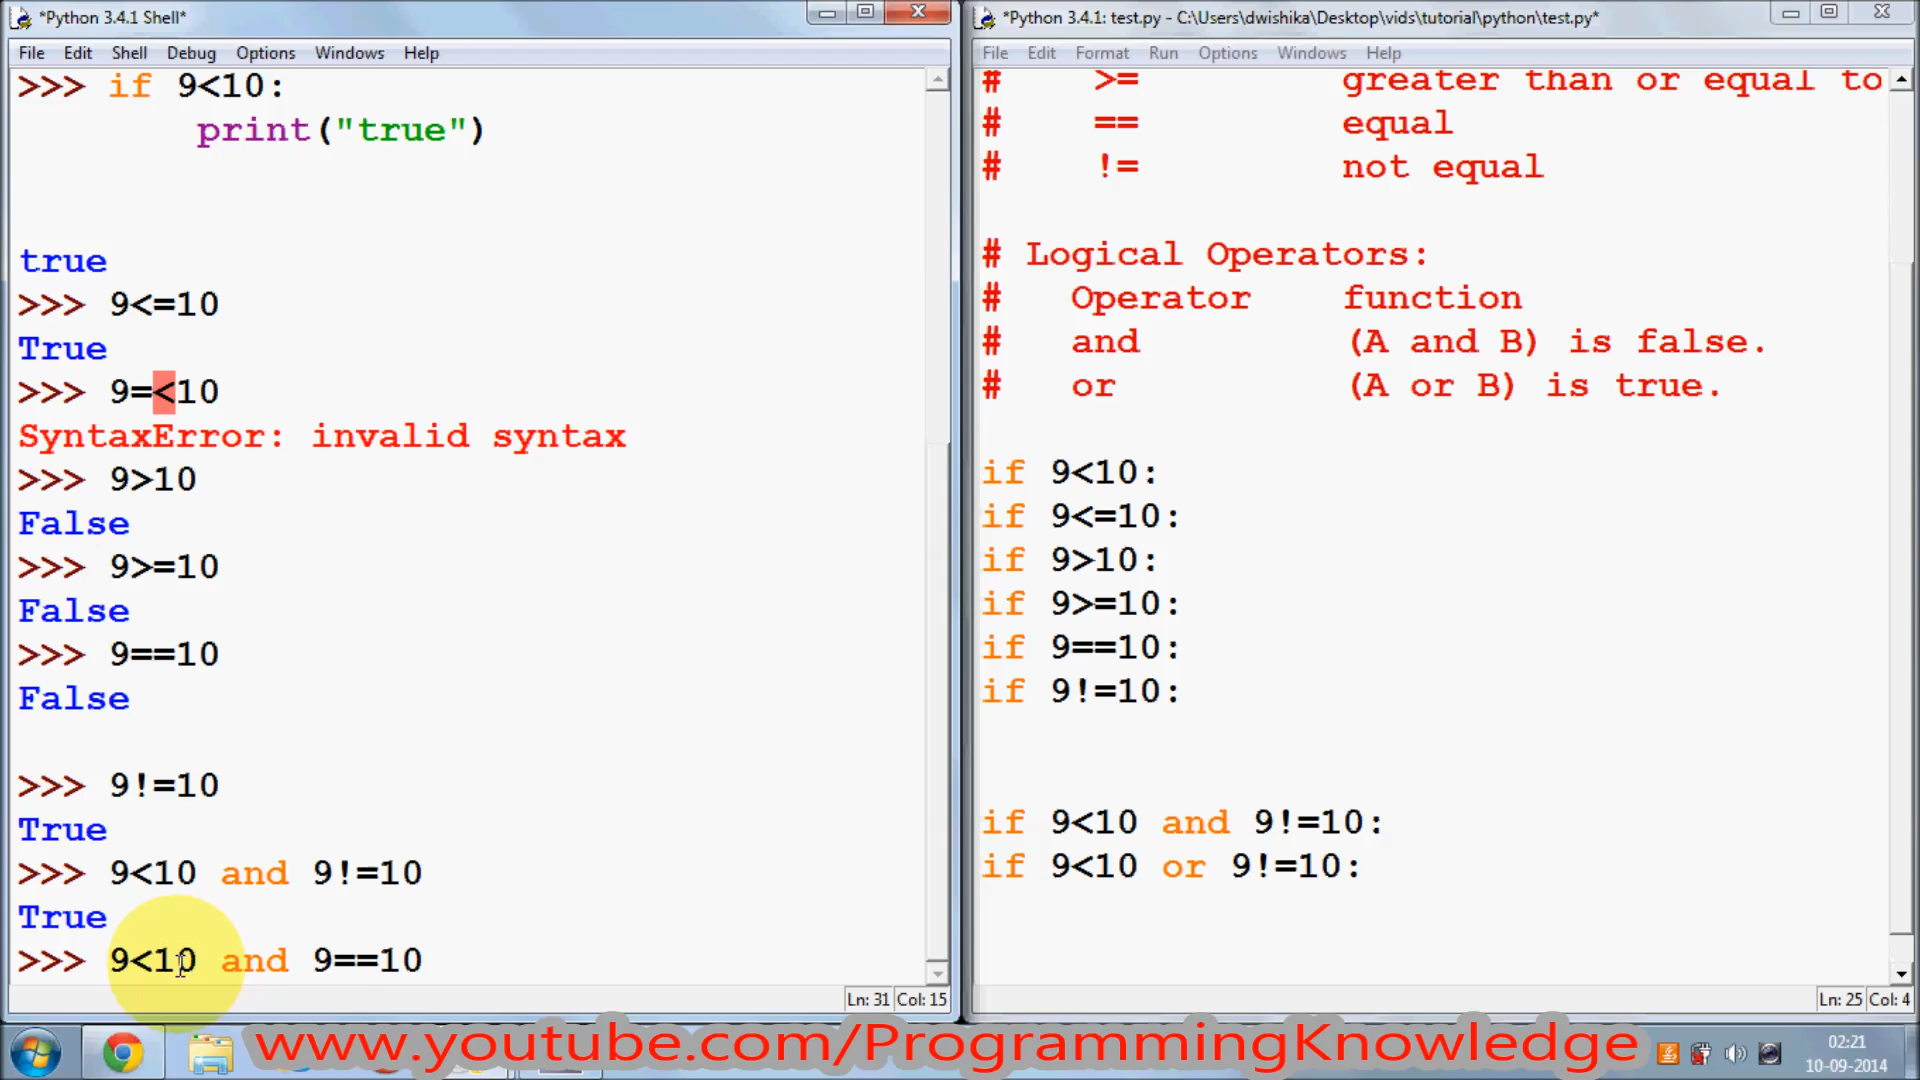 *Python 3.4.1 Shell*
File Edit Shell Debug Options Windows Help
>>> if 9<10:
print("true")
true
>>> 9<=10
True
>>> 9=<10
SyntaxError: invalid syntax
>>> 9>10
False
>>> 9>=10
False
>>> 9==10
False
>>> 9!=10
True
>>> 9<10 and 9!=10
True
>>> 9<10 and 9==10
Ln: 31 Col: 15
*Python 3.4.1: test.py - C:\Users\dwishika\Desktop\vids\tutorial\python\test.py*
File Edit Format Run Options Windows Help
# >= greater than or equal to
# == equal
# != not equal
# Logical Operators:
# Operator function
# and (A and B) is false.
# or (A or B) is true.
if 9<10:
if 9<=10:
if 9>10:
if 9>=10:
if 9==10:
if 9!=10:
if 9<10 and 9!=10:
if 9<10 or 9!=10:
Ln: 25 Col: 4
www.youtube.com/ProgrammingKnowledge
02:21
10-09-2014